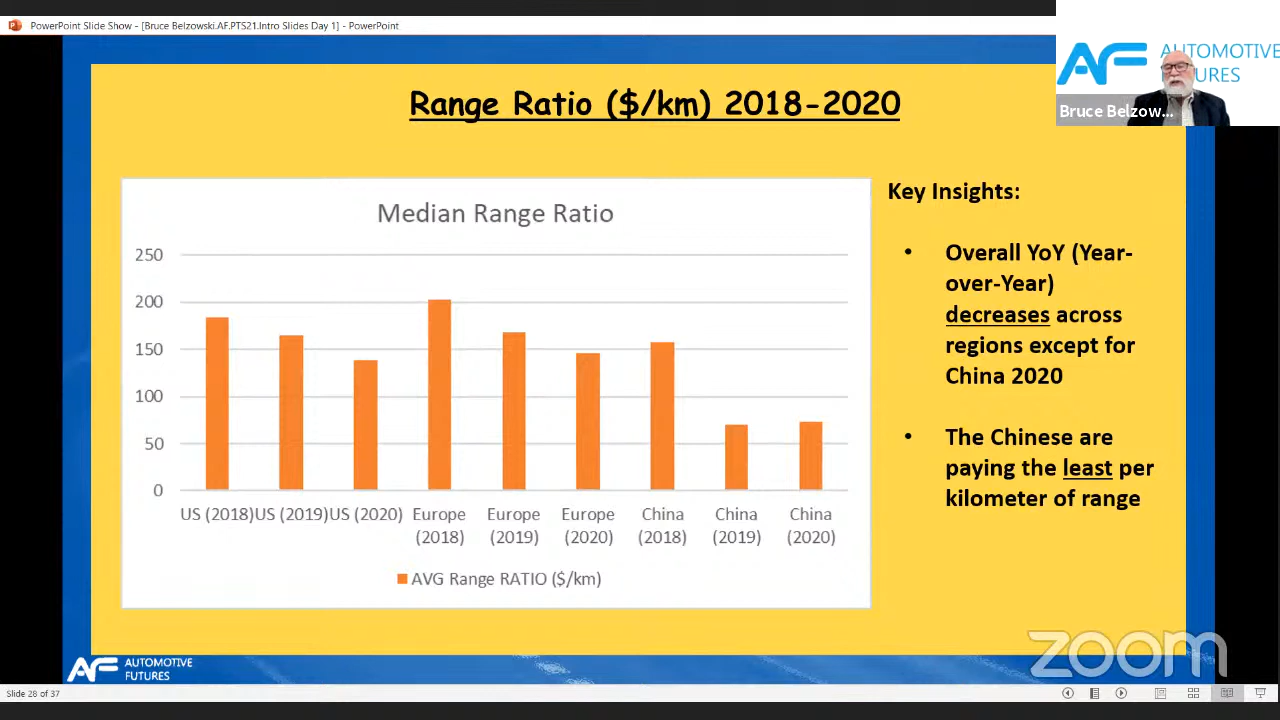 PowerPoint Slide Show - [Bruce Belzowski.AF.PTS21.Intro Slides Day 1] - PowerPoint
AF AUTOMOTIVE
URES
Bruce Belzow...
Range Ratio ($/km) 2018-2020
Median Range Ratio
250
200
150
100
50
0
US (2018) US (2019) US (2020) Europe (2018) Europe (2019) Europe (2020) China (2018) China (2019) China (2020)
AVG Range RATIO ($/km)
Key Insights:
• Overall YoY (Year-
over-Year)
decreases across
regions except for
China 2020
• The Chinese are
paying the least per
kilometer of range
zoom
AF AUTOMOTIVE
FUTURES
Slide 28 of 37